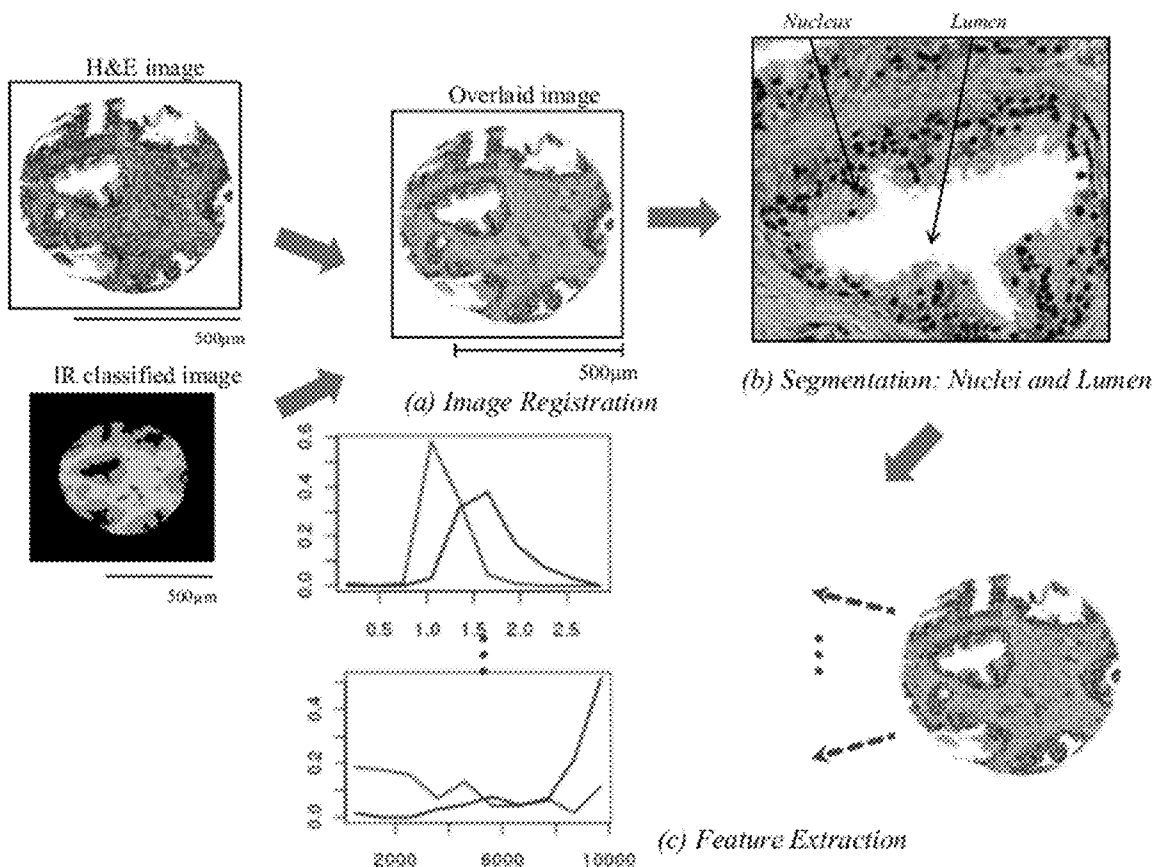 Nucleus
Lumen
H&E image
Overlaid image
500μm
500μm
IR classified image
(a) Image Registration
(b) Segmentation: Nuclei and Lumen
500μm
0.6
0.4
0.2
0.0
0.5 1.0 1.5 2.0 2.5
0.4
0.2
0.0
2000 6000 10000
(c) Feature Extraction